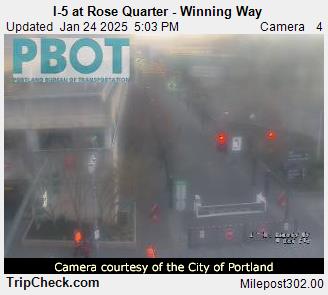 I-5 at Rose Quarter - Winning Way
Updated Jan 24 2025 5:03 PM Camera 4
PBOT
PORTLAND BUREAU OF TRANSPORTATION
Camera courtesy of the City of Portland
TripCheck.com Milepost302.00